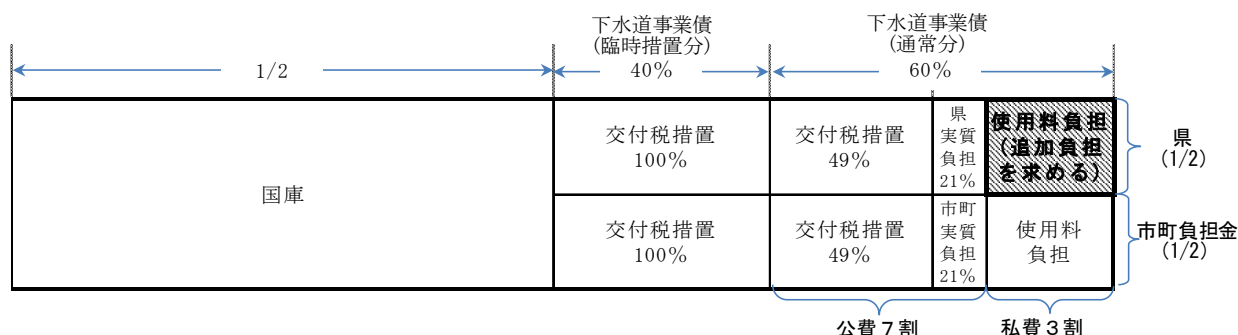 下水道事業債
(臨時措置分)
40%
下水道事業債
(通常分)
60%
1/2
国庫
交付税措置
100%
交付税措置
49%
県
実質
負担
21%
使用料負担
(追加負担
を求める)
県
(1/2)
交付税措置
100%
交付税措置
49%
市町
実質
負担
21%
使用料
負担
市町負担金
(1/2)
公費7割
私費3割